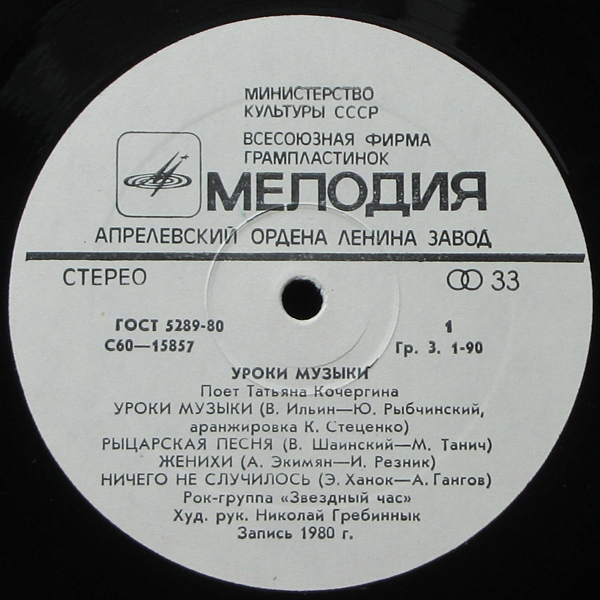 МИНИСТЕРСТВО
КУЛЬТУРЫ СССР
ВСЕСОЮЗНАЯ ФИРМА
ГРАМПЛАСТИНОК
МЕЛОДИЯ
АПРЕЛЕВСКИЙ ОРДЕНА ЛЕНИНА ЗАВОД
СТЕРЕО 33
ГОСТ 5289-80 1
С60—15857 Гр. 3. 1-90
УРОКИ МУЗЫКИ
Поет Татьяна Кочергина
УРОКИ МУЗЫКИ (В. Ильин—Ю. Рыбчинский,
аранжировка К. Стеценко)
РЫЦАРСКАЯ ПЕСНЯ (В. Шаинский—М. Танич)
ЖЕНИХИ (А. Экимян—И. Резник)
НИЧЕГО НЕ СЛУЧИЛОСЬ (Э. Ханок—А. Гангов)
Рок-группа «Звездный час»
Худ. рук. Николай Гребиннык
Запись 1980 г.